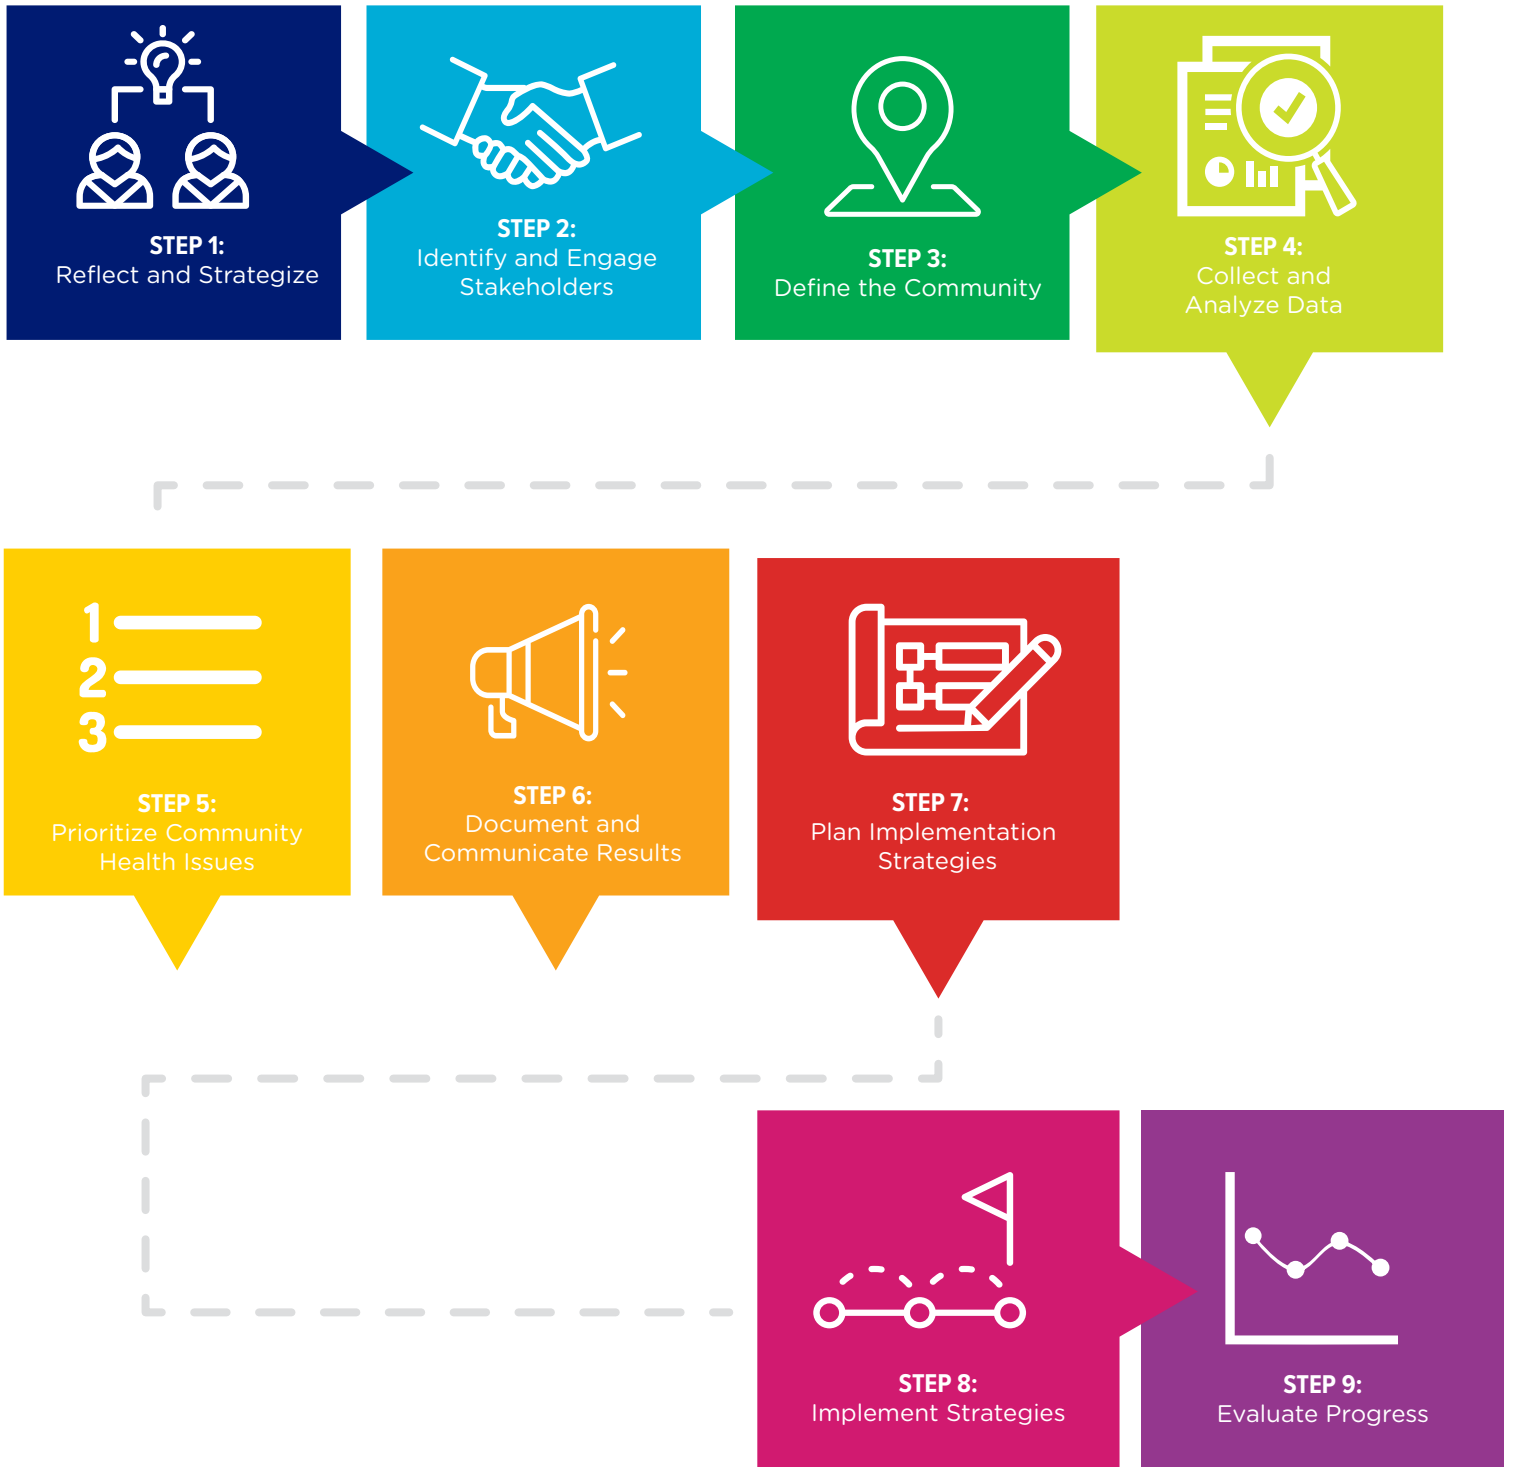 STEP 1:
Reflect and Strategize
STEP 2:
Identify and Engage
Stakeholders
STEP 3:
Define the Community
STEP 4:
Collect and
Analyze Data
1
2
3
STEP 5:
Prioritize Community
Health Issues
STEP 6:
Document and
Communicate Results
STEP 7:
Plan Implementation
Strategies
STEP 8:
Implement Strategies
STEP 9:
Evaluate Progress